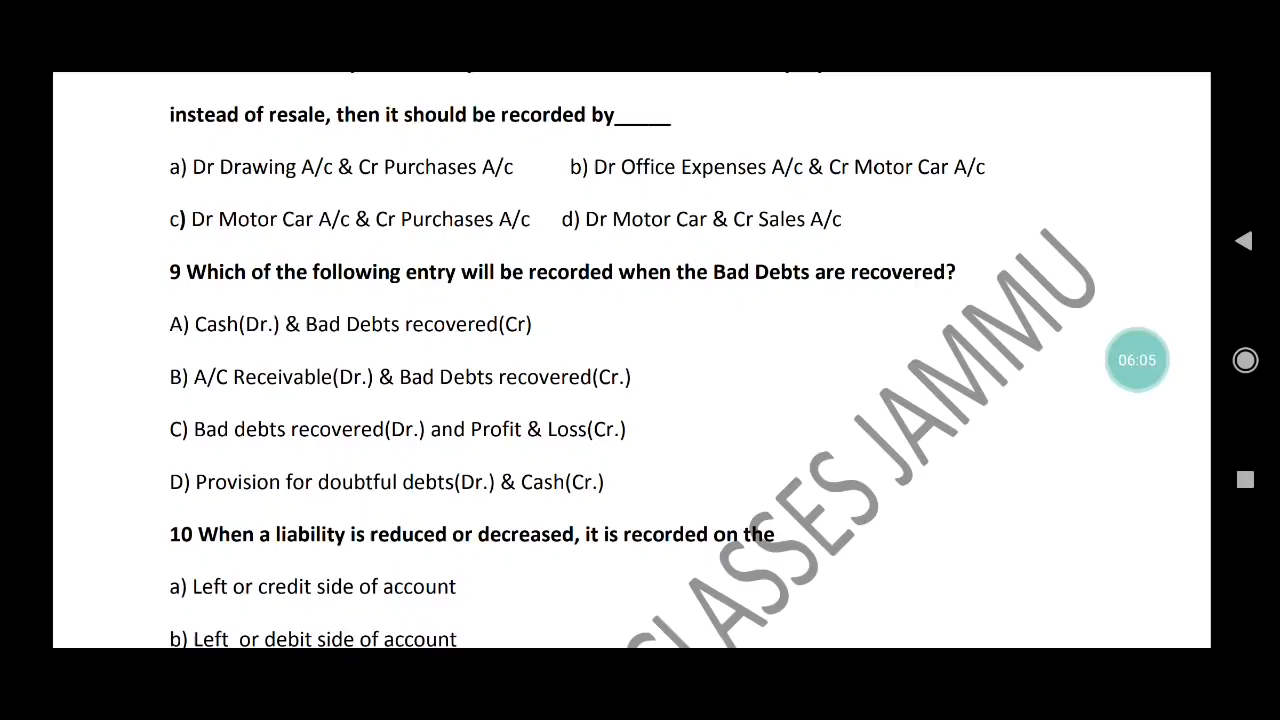 instead of resale, then it should be recorded by_____
a) Dr Drawing A/c & Cr Purchases A/c b) Dr Office Expenses A/c & Cr Motor Car A/c
c) Dr Motor Car A/c & Cr Purchases A/c d) Dr Motor Car & Cr Sales A/c
9 Which of the following entry will be recorded when the Bad Debts are recovered?
A) Cash(Dr.) & Bad Debts recovered(Cr)
B) A/C Receivable(Dr.) & Bad Debts recovered(Cr.)
C) Bad debts recovered(Dr.) and Profit & Loss(Cr.)
D) Provision for doubtful debts(Dr.) & Cash(Cr.)
10 When a liability is reduced or decreased, it is recorded on the
a) Left or credit side of account
b) Left or debit side of account
CLASSES JAMMU
06:05